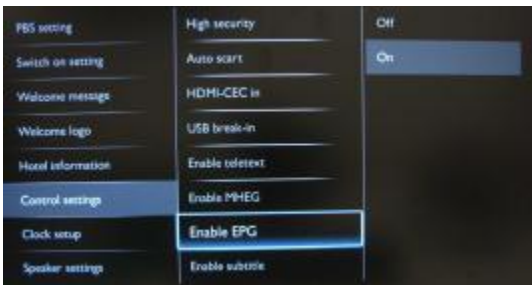 PBS setting
Switch on setting
Welcome message
Welcome logo
Hotel information
Control settings
Clock setup
Speaker settings
High security
Auto scart
HDMI-CEC in
USB break-in
Enable teletext
Enable MHEG
Enable EPG
Enable subtitle
Off
On